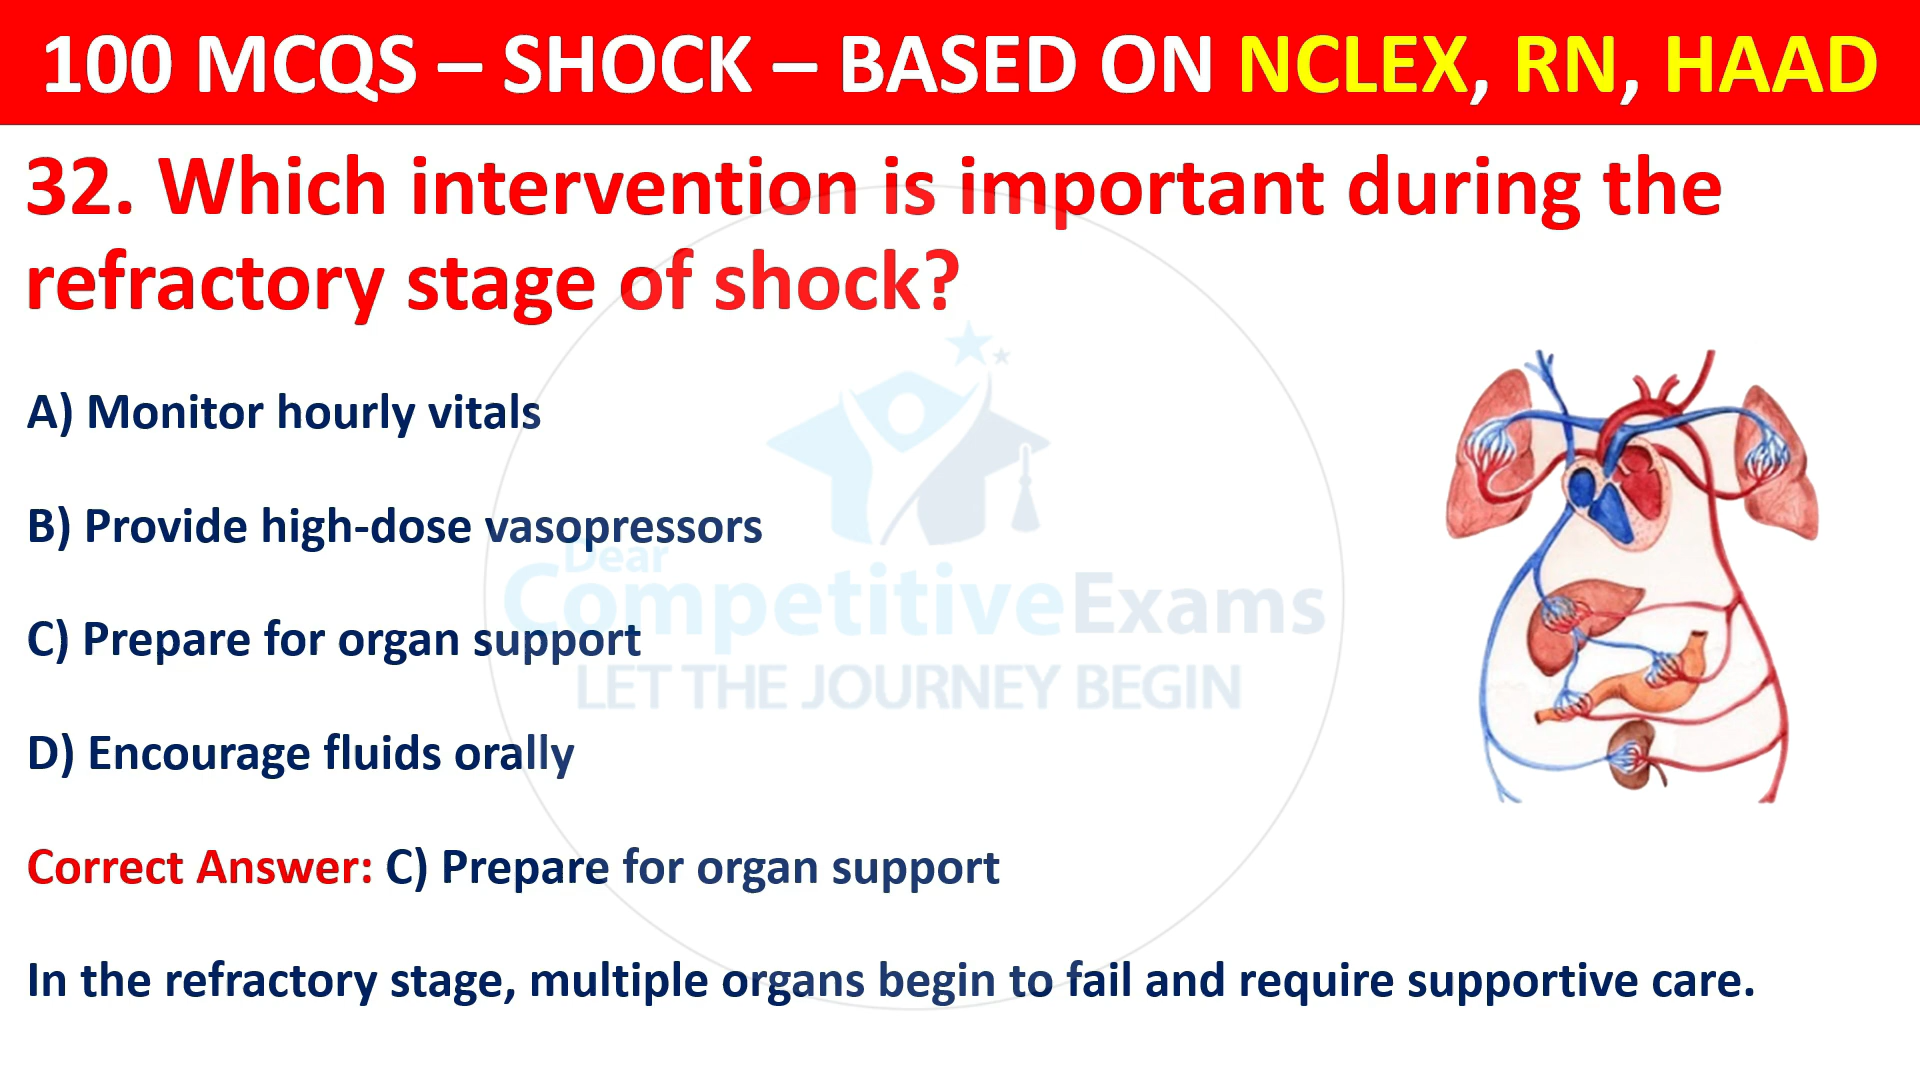 100 MCQS – SHOCK – BASED ON NCLEX, RN, HAAD
32. Which intervention is important during the
refractory stage of shock?
A) Monitor hourly vitals
B) Provide high-dose vasopressors
Dear
CompetitiveExams
C) Prepare for organ support
LET THE JOURNEY BEGIN
D) Encourage fluids orally
Correct Answer: C) Prepare for organ support
In the refractory stage, multiple organs begin to fail and require supportive care.